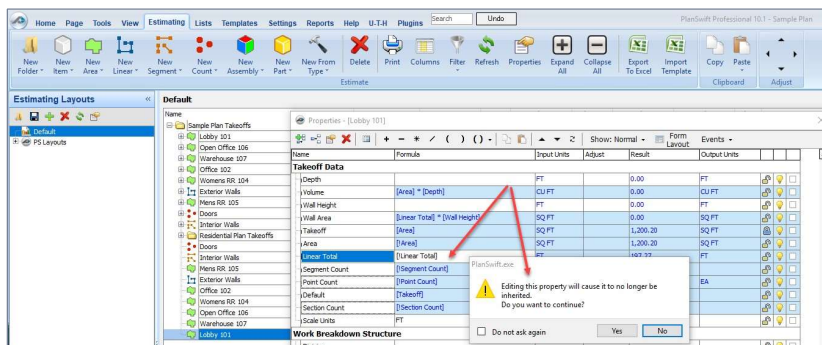 Home Page Tools View Estimating Lists Templates Settings Reports Help U-T-H Plugins Search Undo PlanSwift Professional 10.1 - Sample Plan
New Folder New Item New Area New Linear New Segment New Count New Assembly New Part New From Type Delete Print Columns Filter Refresh Properties Expand All Collapse All Export To Excel Import Template Copy Paste
Estimate Clipboard Adjust
Estimating Layouts «
Default
PS Layouts
Default
Name
Sample Plan Takeoffs
Lobby 101
Open Office 106
Warehouse 107
Office 102
Womens RR 104
Exterior Walls
Mens RR 105
Doors
Interior Walls
Residential Plan Takeoffs
Doors
Interior Walls
Mens RR 105
Exterior Walls
Office 102
Womens RR 104
Open Office 106
Warehouse 107
Lobby 101
Properties - [Lobby 101]
+ - * / ( ) () Show: Normal Form Layout Events
Name Formula Input Units Adjust Result Output Units
Takeoff Data
Depth FT 0.00 FT
Volume [Area] * [Depth] CU FT 0.00 CU FT
Wall Height FT 0.00 FT
Wall Area [Linear Total] * [Wall Height] SQ FT 0.00 SQ FT
Takeoff [Area] SQ FT 1,200.20 SQ FT
Area [!Area] SQ FT 1,200.20 SQ FT
Linear Total [!Linear Total] FT 197.27 FT
Segment Count [!Segment Count]
Point Count [!Point Count] EA
Default [Takeoff]
Section Count [!Section Count]
Scale Units FT
Work Breakdown Structure
PlanSwift.exe
Editing this property will cause it to no longer be
inherited.
Do you want to continue?
Do not ask again Yes No